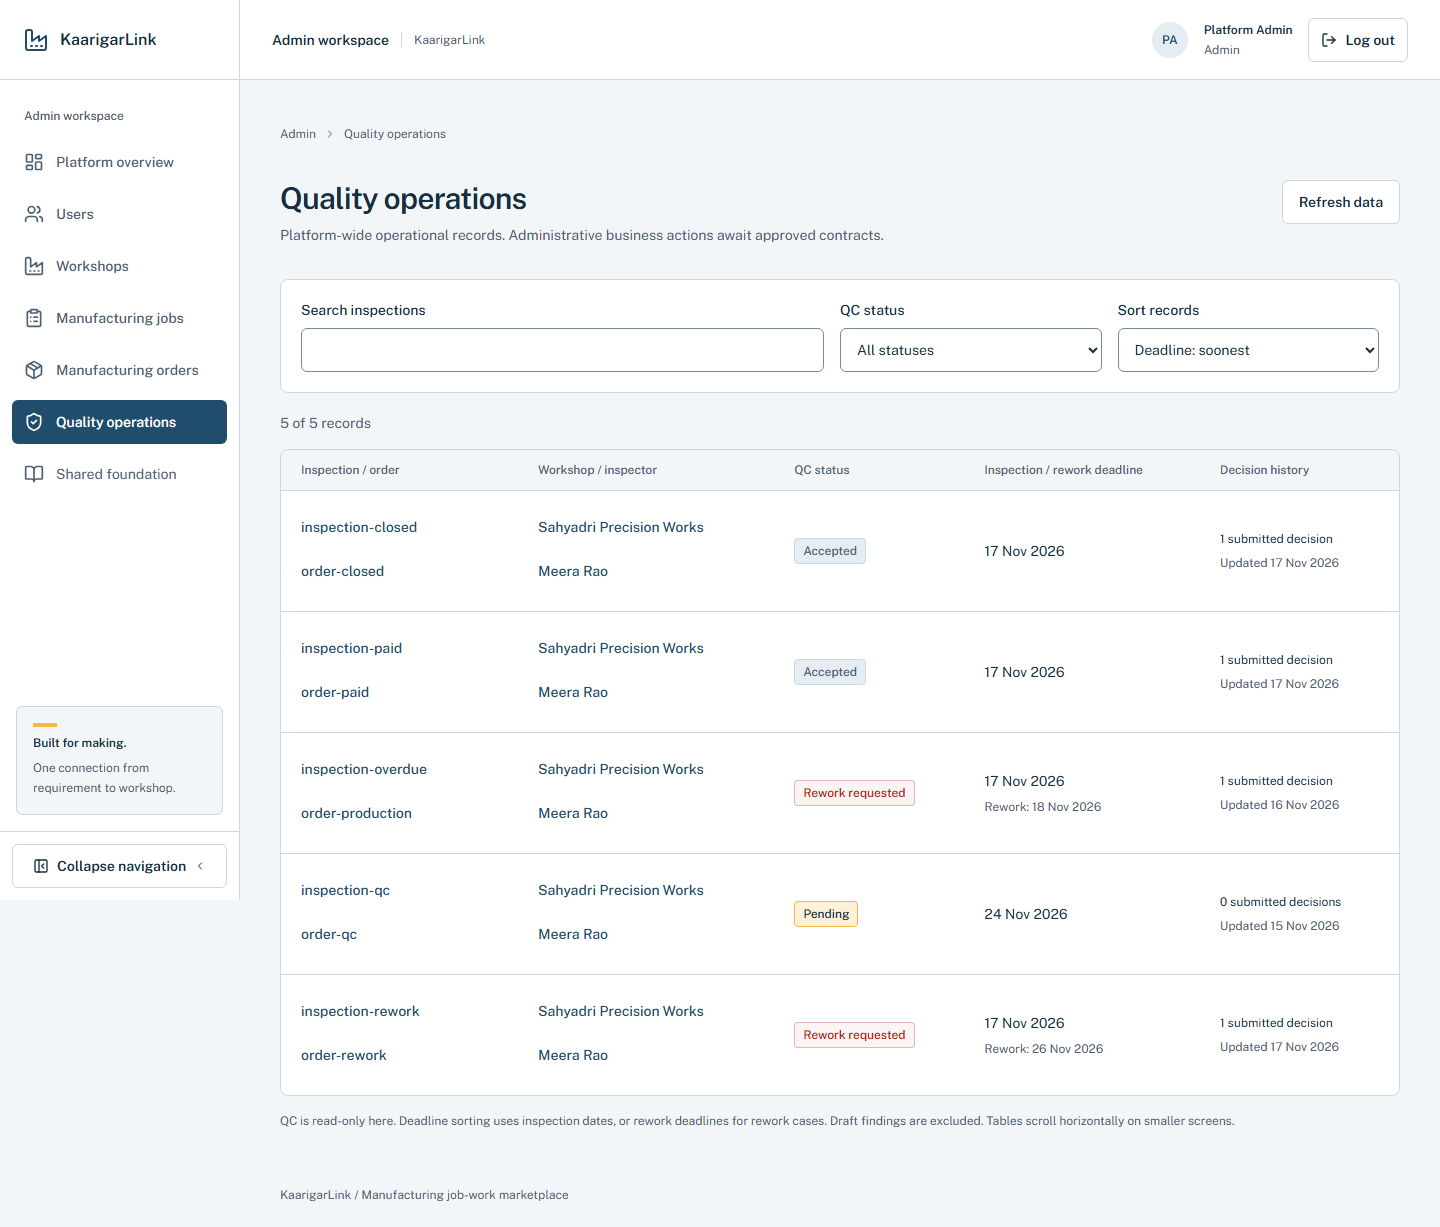 KaarigarLink
Admin workspace
KaarigarLink
PA
Platform Admin
Admin
Log out
Admin workspace
Platform overview
Users
Workshops
Manufacturing jobs
Manufacturing orders
Quality operations
Shared foundation
Built for making.
One connection from
requirement to workshop.
Collapse navigation
Admin
Quality operations
Quality operations
Platform-wide operational records. Administrative business actions await approved contracts.
Refresh data
Search inspections
QC status
All statuses
Sort records
Deadline: soonest
5 of 5 records
Inspection / order
Workshop / inspector
QC status
Inspection / rework deadline
Decision history
inspection-closed
order-closed
Sahyadri Precision Works
Meera Rao
Accepted
17 Nov 2026
1 submitted decision
Updated 17 Nov 2026
inspection-paid
order-paid
Sahyadri Precision Works
Meera Rao
Accepted
17 Nov 2026
1 submitted decision
Updated 17 Nov 2026
inspection-overdue
order-production
Sahyadri Precision Works
Meera Rao
Rework requested
17 Nov 2026
Rework: 18 Nov 2026
1 submitted decision
Updated 16 Nov 2026
inspection-qc
order-qc
Sahyadri Precision Works
Meera Rao
Pending
24 Nov 2026
0 submitted decisions
Updated 15 Nov 2026
inspection-rework
order-rework
Sahyadri Precision Works
Meera Rao
Rework requested
17 Nov 2026
Rework: 26 Nov 2026
1 submitted decision
Updated 17 Nov 2026
QC is read-only here. Deadline sorting uses inspection dates, or rework deadlines for rework cases. Draft findings are excluded. Tables scroll horizontally on smaller screens.
KaarigarLink / Manufacturing job-work marketplace